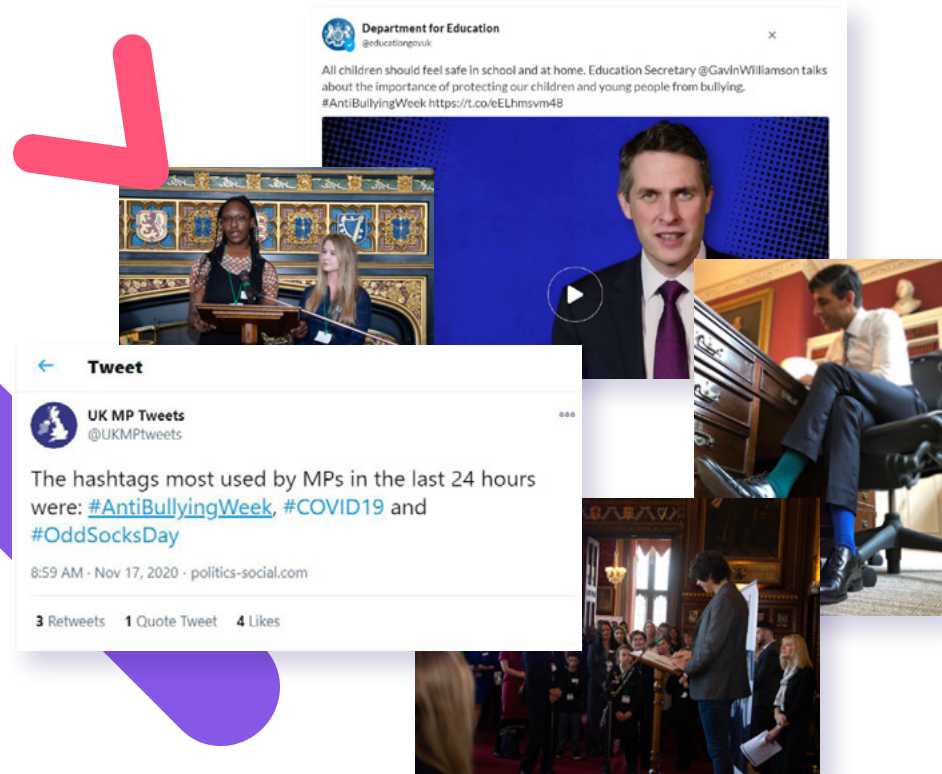 Department for Education
@educationgovuk
All children should feel safe in school and at home. Education Secretary @GavinWilliamson talks
about the importance of protecting our children and young people from bullying.
#AntiBullyingWeek https://t.co/eELhmsvm48
Tweet
UK MP Tweets
@UKMPtweets
The hashtags most used by MPs in the last 24 hours
were: #AntiBullyingWeek, #COVID19 and
#OddSocksDay
8:59 AM · Nov 17, 2020 · politics-social.com
3 Retweets 1 Quote Tweet 4 Likes